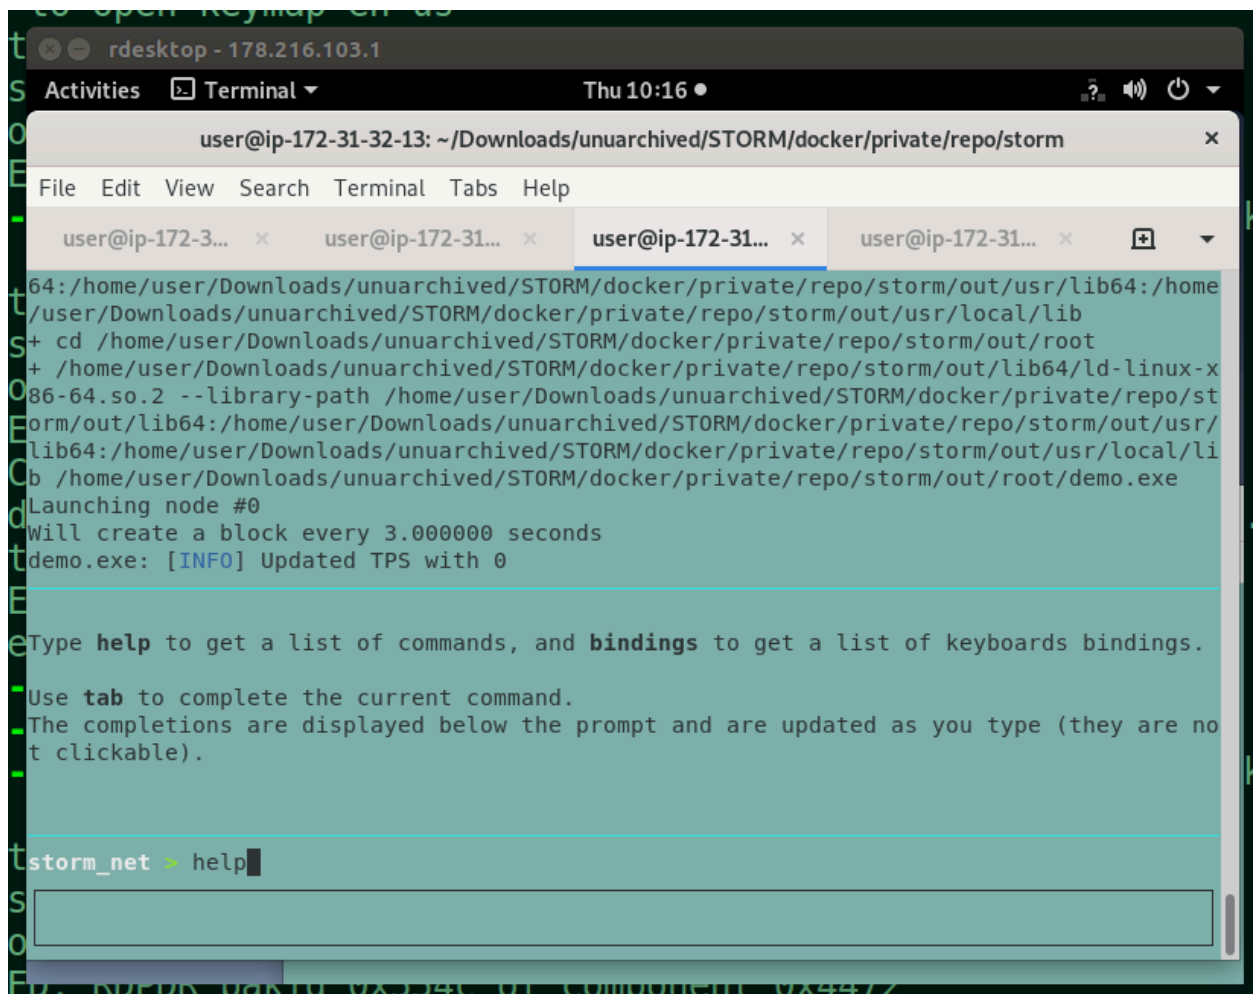 to open keymap en us
rdesktop - 178.216.103.1
Activities Terminal Thu 10:16
user@ip-172-31-32-13: ~/Downloads/unuarchived/STORM/docker/private/repo/storm
File Edit View Search Terminal Tabs Help
user@ip-172-3... user@ip-172-31... user@ip-172-31... user@ip-172-31...
64:/home/user/Downloads/unuarchived/STORM/docker/private/repo/storm/out/usr/lib64:/home
/user/Downloads/unuarchived/STORM/docker/private/repo/storm/out/usr/local/lib
+ cd /home/user/Downloads/unuarchived/STORM/docker/private/repo/storm/out/root
+ /home/user/Downloads/unuarchived/STORM/docker/private/repo/storm/out/lib64/ld-linux-x
86-64.so.2 --library-path /home/user/Downloads/unuarchived/STORM/docker/private/repo/st
orm/out/lib64:/home/user/Downloads/unuarchived/STORM/docker/private/repo/storm/out/usr/
lib64:/home/user/Downloads/unuarchived/STORM/docker/private/repo/storm/out/usr/local/li
b /home/user/Downloads/unuarchived/STORM/docker/private/repo/storm/out/root/demo.exe
Launching node #0
Will create a block every 3.000000 seconds
demo.exe: [INFO] Updated TPS with 0
Type help to get a list of commands, and bindings to get a list of keyboards bindings.
Use tab to complete the current command.
The completions are displayed below the prompt and are updated as you type (they are no
t clickable).
storm_net > help
of component 0x4472